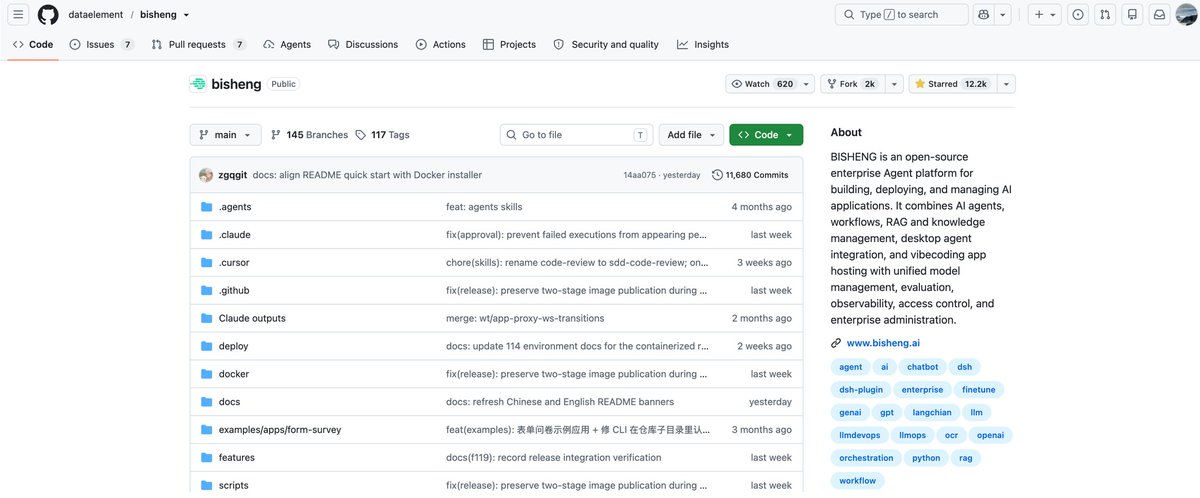 dataelement / bisheng
Type / to search
Code
Issues 7
Pull requests 7
Agents
Discussions
Actions
Projects
Security and quality
Insights
bisheng Public
Watch 620
Fork 2k
Starred 12.2k
main
145 Branches
117 Tags
Go to file T
Add file
Code
zgqgit docs: align README quick start with Docker installer 14aa075 · yesterday 11,680 Commits
.agents feat: agents skills 4 months ago
.claude fix(approval): prevent failed executions from appearing pe... last week
.cursor chore(skills): rename code-review to sdd-code-review; on... 3 weeks ago
.github fix(release): preserve two-stage image publication during ... last week
Claude outputs merge: wt/app-proxy-ws-transitions 2 months ago
deploy docs: update 114 environment docs for the containerized r... 2 weeks ago
docker fix(release): preserve two-stage image publication during ... last week
docs docs: refresh Chinese and English README banners yesterday
examples/apps/form-survey feat(examples): 表单问卷示例应用 + 修 CLI 在仓库子目录里认... 3 months ago
features docs(f119): record release integration verification last week
scripts fix(release): preserve two-stage image publication during ... last week
About
BISHENG is an open-source
enterprise Agent platform for
building, deploying, and managing AI
applications. It combines AI agents,
workflows, RAG and knowledge
management, desktop agent
integration, and vibecoding app
hosting with unified model
management, evaluation,
observability, access control, and
enterprise administration.
www.bisheng.ai
agent ai chatbot dsh
dsh-plugin enterprise finetune
genai gpt langchian llm
llmdevops llmops ocr openai
orchestration python rag
workflow